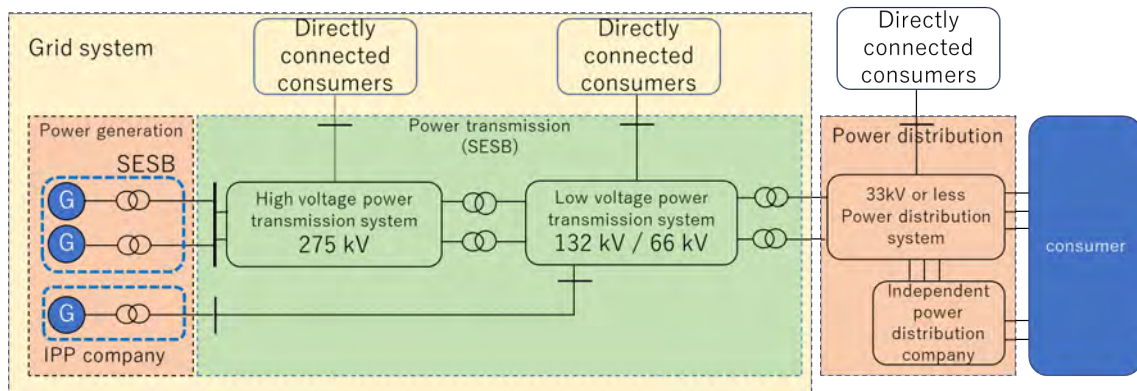 Grid system
Directly
connected
consumers
Directly
connected
consumers
Directly
connected
consumers
Power generation
SESB
G
G
G
IPP company
Power transmission
(SESB)
High voltage power
transmission system
275 kV
Low voltage power
transmission system
132 kV / 66 kV
Power distribution
33kV or less
Power distribution
system
Independent
power
distribution
company
consumer